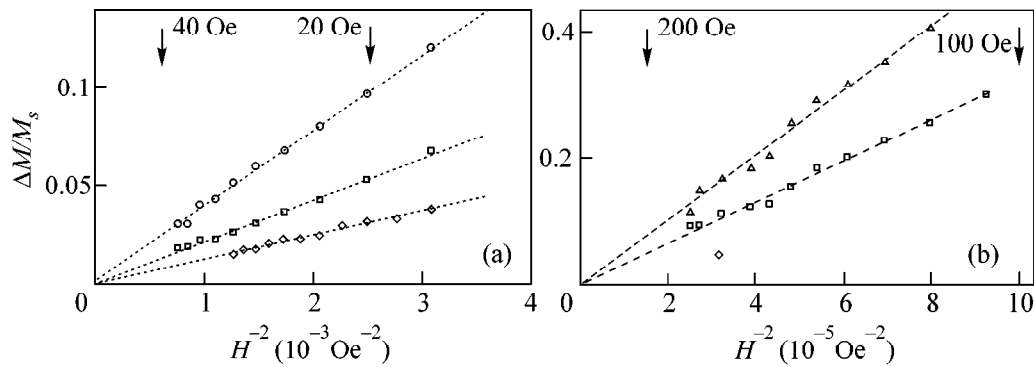 40 Oe 20 Oe
0.1
0.05
ΔM/Mₛ
(a)
0 1 2 3 4
H⁻² (10⁻³ Oe⁻²)
0.4
200 Oe
100 Oe
0.2
(b)
0 2 4 6 8 10
H⁻² (10⁻⁵ Oe⁻²)